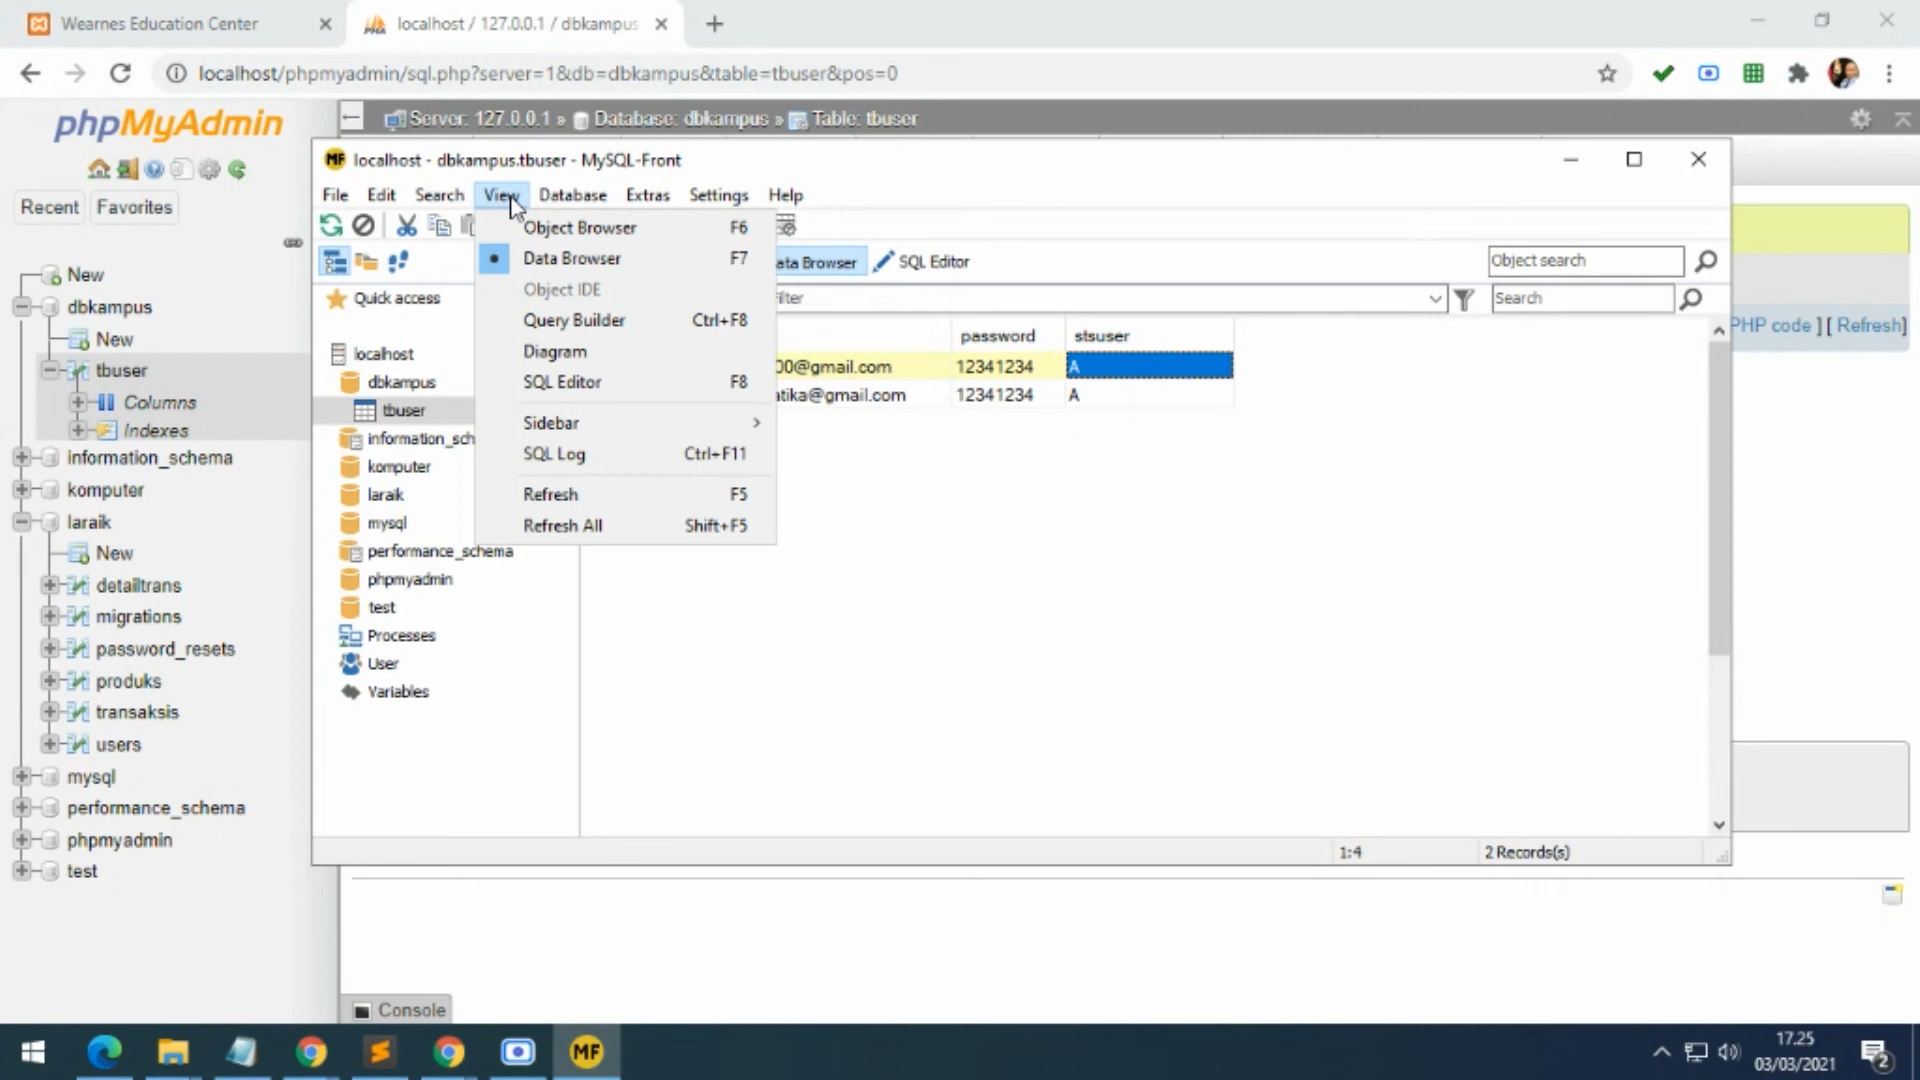 Wearnes Education Center
localhost / 127.0.0.1 / dbkampus
localhost/phpmyadmin/sql.php?server=1&db=dbkampus&table=tbuser&pos=0
phpMyAdmin
Recent
Favorites
New
dbkampus
New
tbuser
Columns
Indexes
information_schema
komputer
laraik
New
detailtrans
migrations
password_resets
produks
transaksis
users
mysql
performance_schema
phpmyadmin
test
Server: 127.0.0.1 » Database: dbkampus » Table: tbuser
PHP code ] [ Refresh]
MF localhost - dbkampus.tbuser - MySQL-Front
File Edit Search View Database Extras Settings Help
Object Browser F6
Data Browser F7
Object IDE
Query Builder Ctrl+F8
Diagram
SQL Editor F8
Sidebar
SQL Log Ctrl+F11
Refresh F5
Refresh All Shift+F5
ata Browser
SQL Editor
Object search
ilter
Search
Quick access
localhost
dbkampus
tbuser
information_sch
komputer
laraik
mysql
performance_schema
phpmyadmin
test
Processes
User
Variables
password stsuser
00@gmail.com 12341234 A
atika@gmail.com 12341234 A
1:4
2 Records(s)
Console
MF
17.25
03/03/2021
2